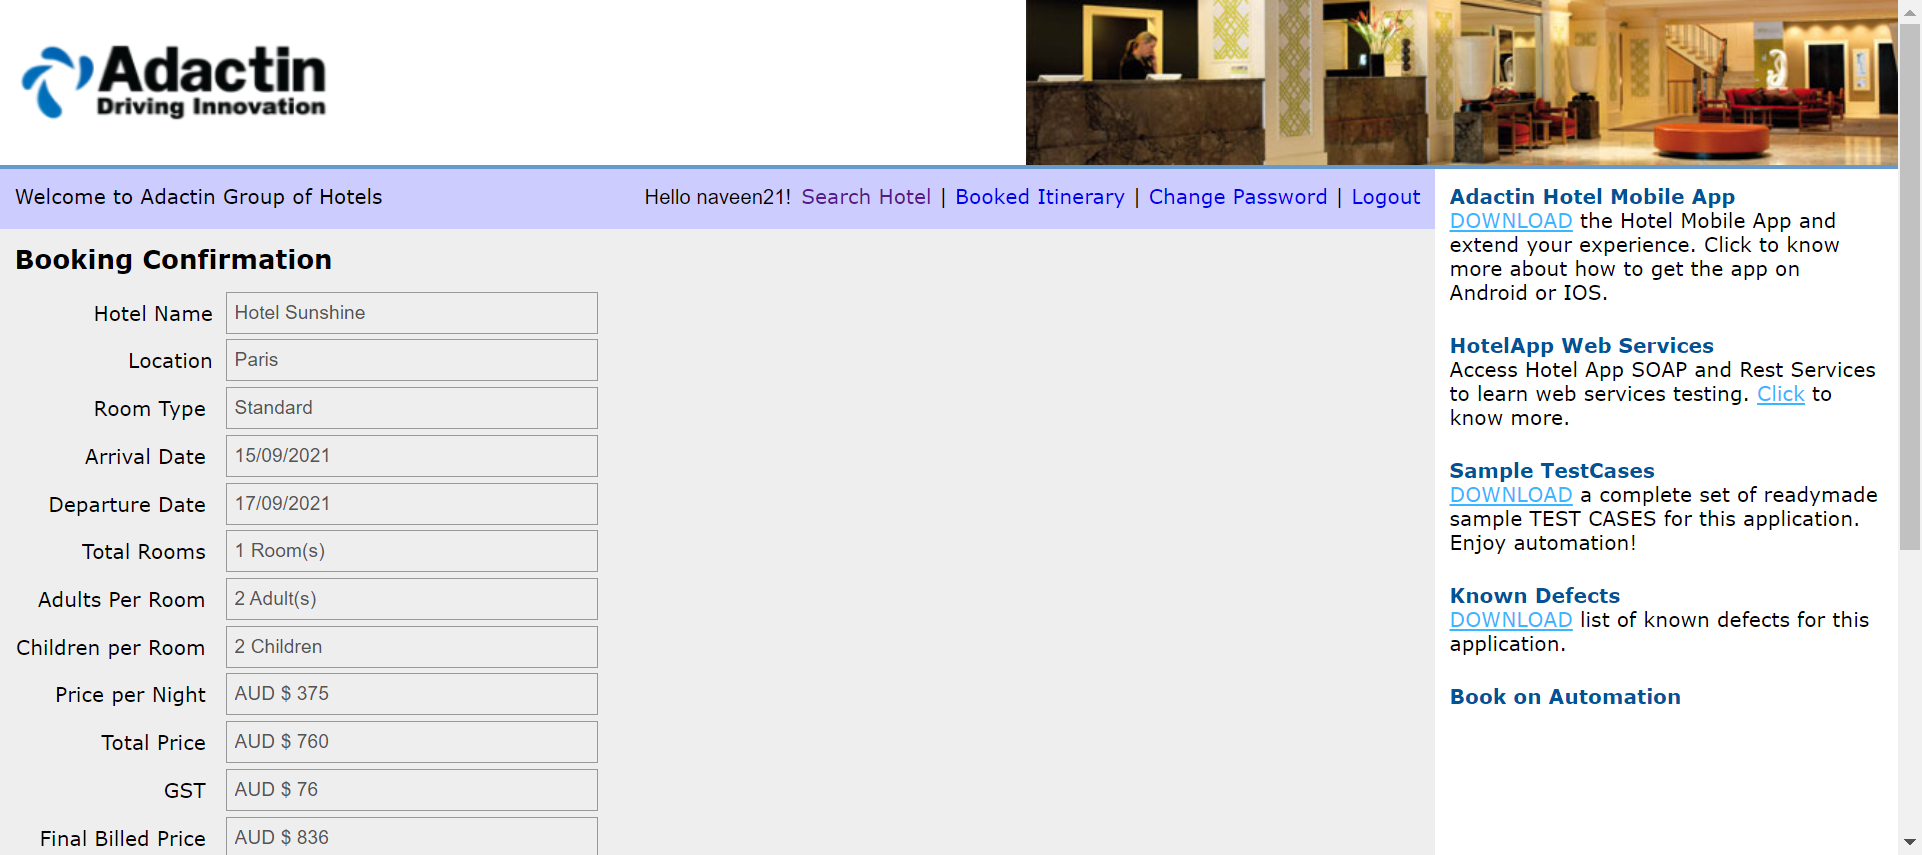 Adactin
Driving Innovation
Welcome to Adactin Group of Hotels
Hello naveen21! Search Hotel | Booked Itinerary | Change Password | Logout
Booking Confirmation
Hotel Name Hotel Sunshine
Location Paris
Room Type Standard
Arrival Date 15/09/2021
Departure Date 17/09/2021
Total Rooms 1 Room(s)
Adults Per Room 2 Adult(s)
Children per Room 2 Children
Price per Night AUD $ 375
Total Price AUD $ 760
GST AUD $ 76
Final Billed Price AUD $ 836
Adactin Hotel Mobile App
DOWNLOAD the Hotel Mobile App and
extend your experience. Click to know
more about how to get the app on
Android or IOS.
HotelApp Web Services
Access Hotel App SOAP and Rest Services
to learn web services testing. Click to
know more.
Sample TestCases
DOWNLOAD a complete set of readymade
sample TEST CASES for this application.
Enjoy automation!
Known Defects
DOWNLOAD list of known defects for this
application.
Book on Automation